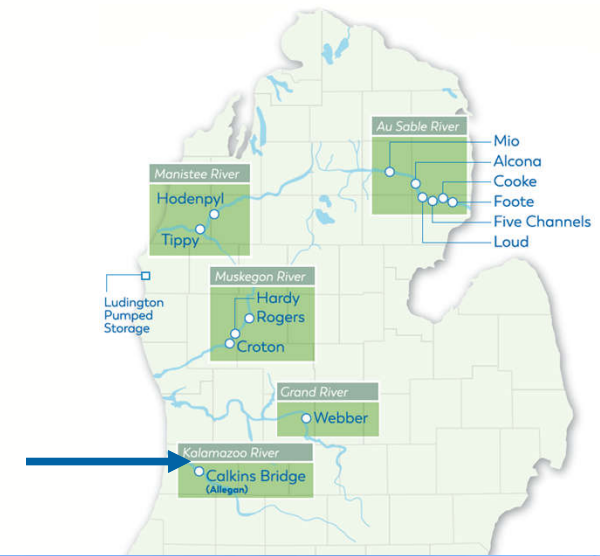 Au Sable River
Mio
Alcona
Cooke
Foote
Five Channels
Loud
Manistee River
Hodenpyl
Tippy
Ludington
Pumped
Storage
Muskegon River
Hardy
Rogers
Croton
Grand River
Webber
Kalamazoo River
Calkins Bridge
(Allegan)